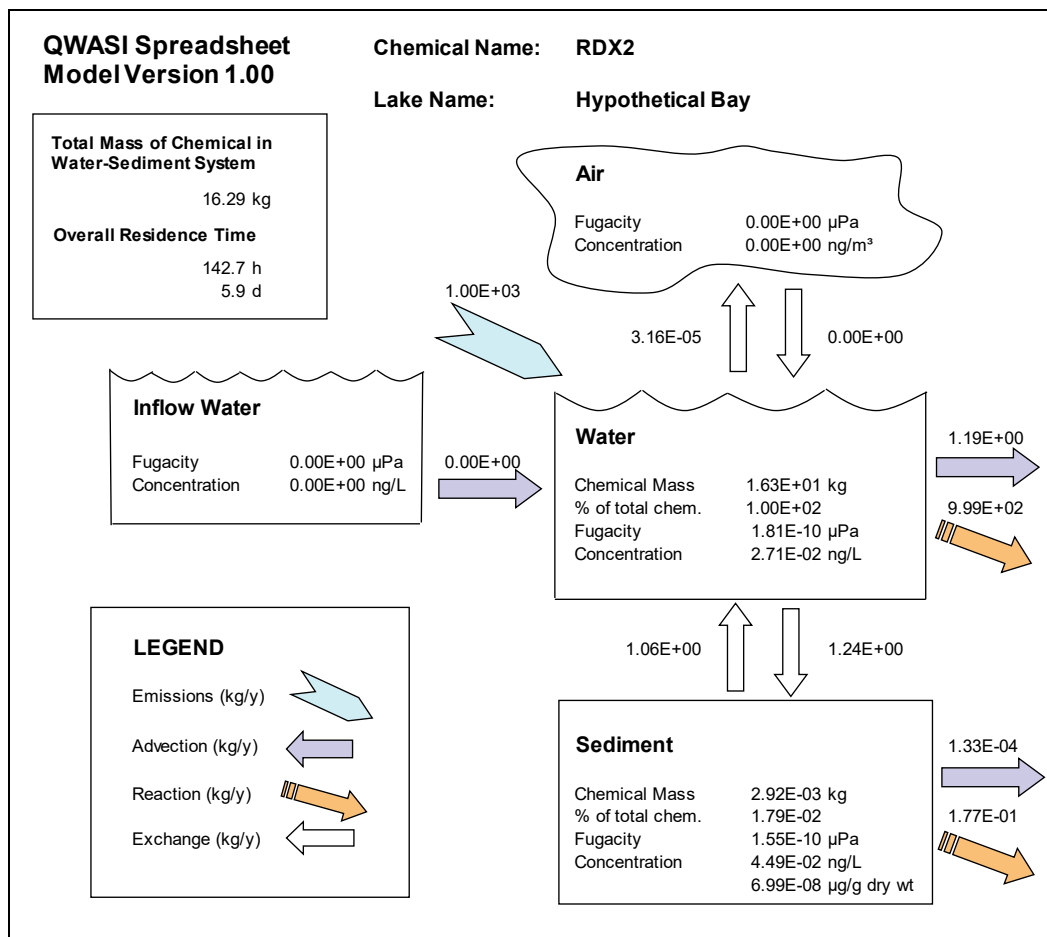 QWASI Spreadsheet
Model Version 1.00
Chemical Name: RDX2
Lake Name: Hypothetical Bay
Total Mass of Chemical in
Water-Sediment System
16.29 kg
Overall Residence Time
142.7 h
5.9 d
Air
Fugacity 0.00E+00 µPa
Concentration 0.00E+00 ng/m³
1.00E+03
3.16E-05
0.00E+00
Inflow Water
Fugacity 0.00E+00 µPa
Concentration 0.00E+00 ng/L
0.00E+00
Water
Chemical Mass 1.63E+01 kg
% of total chem. 1.00E+02
Fugacity 1.81E-10 µPa
Concentration 2.71E-02 ng/L
1.19E+00
9.99E+02
1.06E+00
1.24E+00
LEGEND
Emissions (kg/y)
Advection (kg/y)
Reaction (kg/y)
Exchange (kg/y)
Sediment
Chemical Mass 2.92E-03 kg
% of total chem. 1.79E-02
Fugacity 1.55E-10 µPa
Concentration 4.49E-02 ng/L
6.99E-08 µg/g dry wt
1.33E-04
1.77E-01